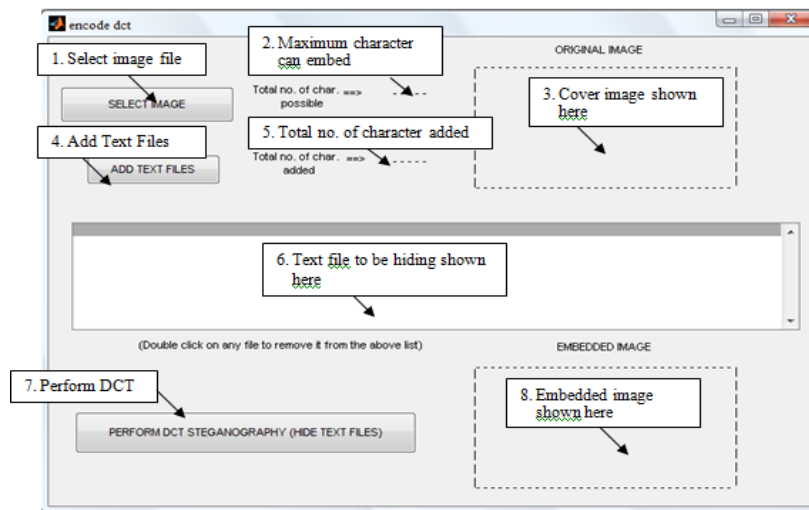 encode dct
1. Select image file
SELECT IMAGE
2. Maximum character
can embed
Total no. of char. ==>
possible
-----
ORIGINAL IMAGE
3. Cover image shown
here
4. Add Text Files
ADD TEXT FILES
5. Total no. of character added
Total no. of char. ==>
added
-----
6. Text file to be hiding shown
here
(Double click on any file to remove it from the above list)
EMBEDDED IMAGE
7. Perform DCT
PERFORM DCT STEGANOGRAPHY (HIDE TEXT FILES)
8. Embedded image
shown here